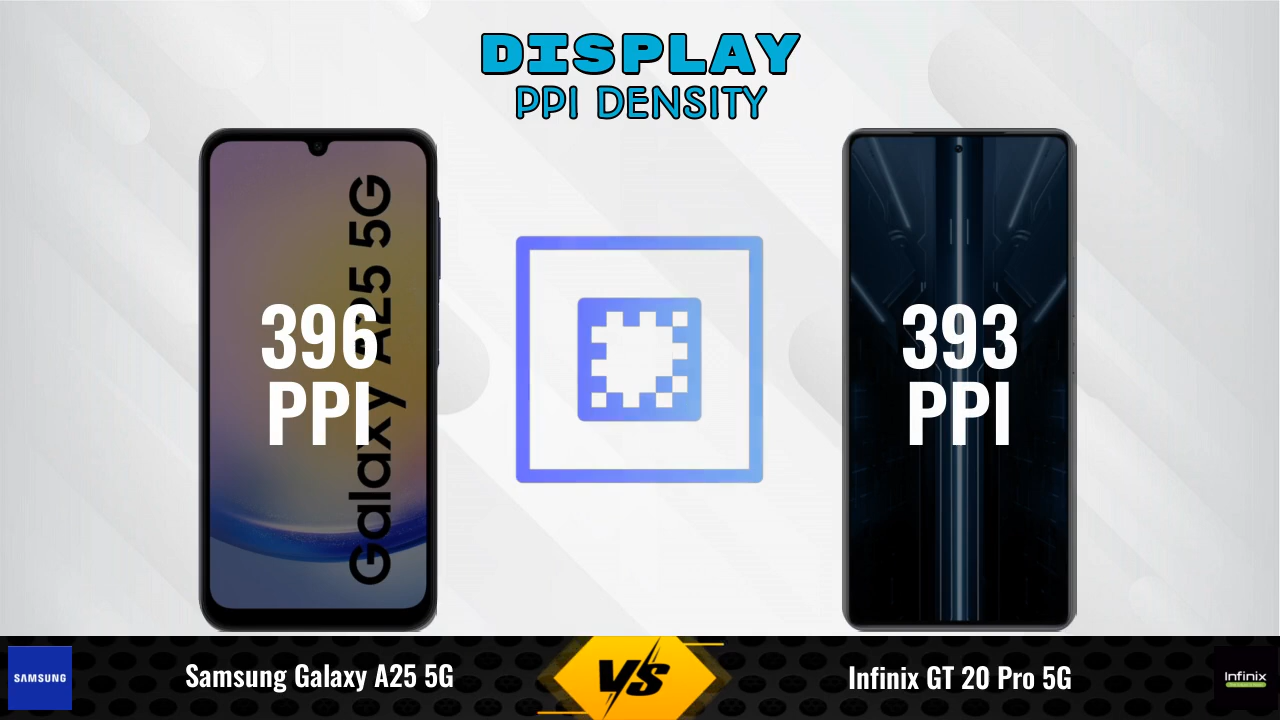 DISPLAY
PPI DENSITY
Galaxy A25 5G
396
PPI
393
PPI
SAMSUNG
Samsung Galaxy A25 5G
VS
Infinix GT 20 Pro 5G
Infinix